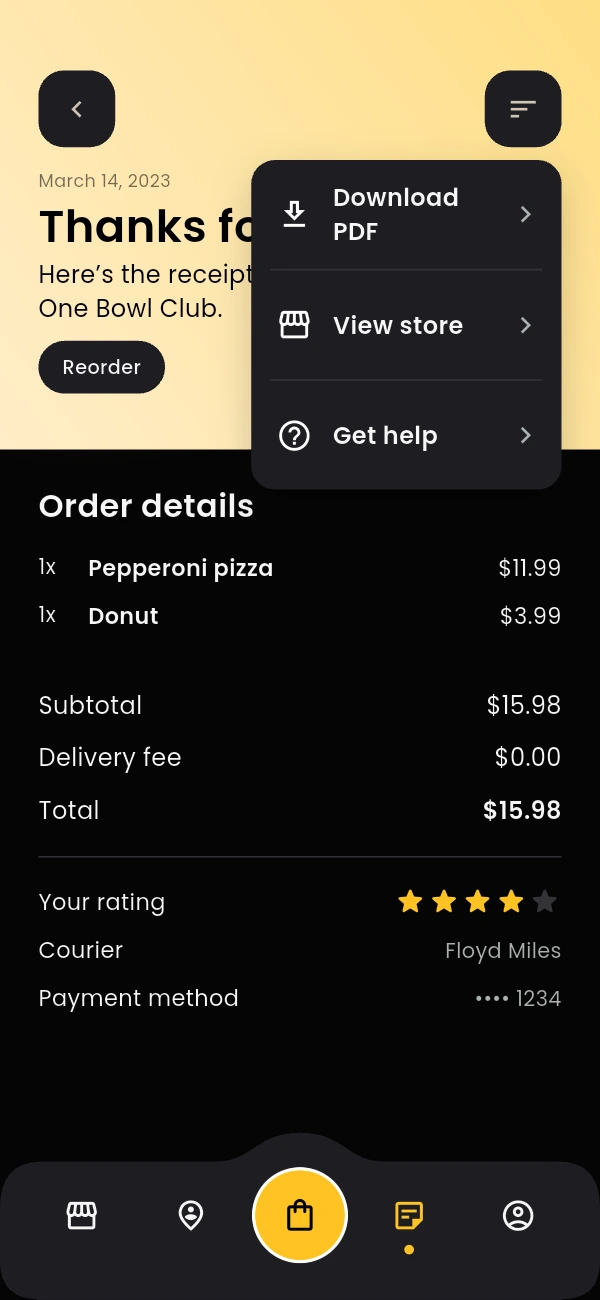 March 14, 2023
Thanks
Here's the receipt
One Bowl Club.
Reorder
Download
PDF
View store
Get help
Order details
1x Pepperoni pizza $11.99
1x Donut $3.99
Subtotal $15.98
Delivery fee $0.00
Total $15.98
Your rating
Courier Floyd Miles
Payment method •••• 1234